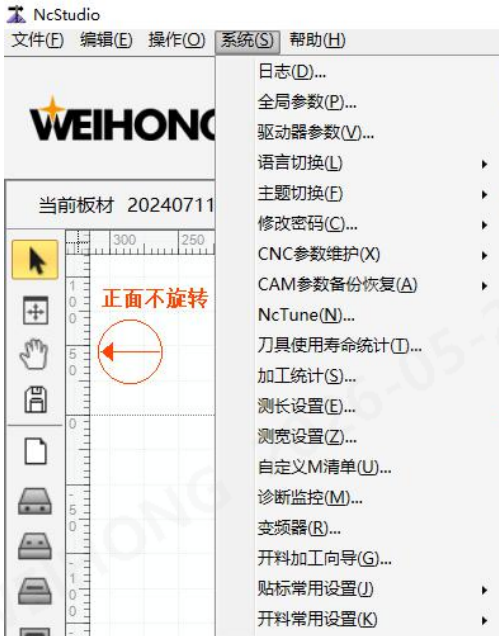 NcStudio
文件(F) 编辑(E) 操作(O) 系统(S) 帮助(H)
日志(D)...
全局参数(P)...
驱动器参数(V)...
语言切换(L)
主题切换(F)
修改密码(C)...
CNC参数维护(X)
CAM参数备份恢复(A)
NcTune(N)...
刀具使用寿命统计(T)...
加工统计(S)...
测长设置(E)...
测宽设置(Z)...
自定义M清单(U)...
诊断监控(M)...
变频器(R)...
开料加工向导(G)...
贴标常用设置(J)
开料常用设置(K)
WEIHONG
当前板材 20240711
300 250
正面不旋转
100
50
0
-50
-100